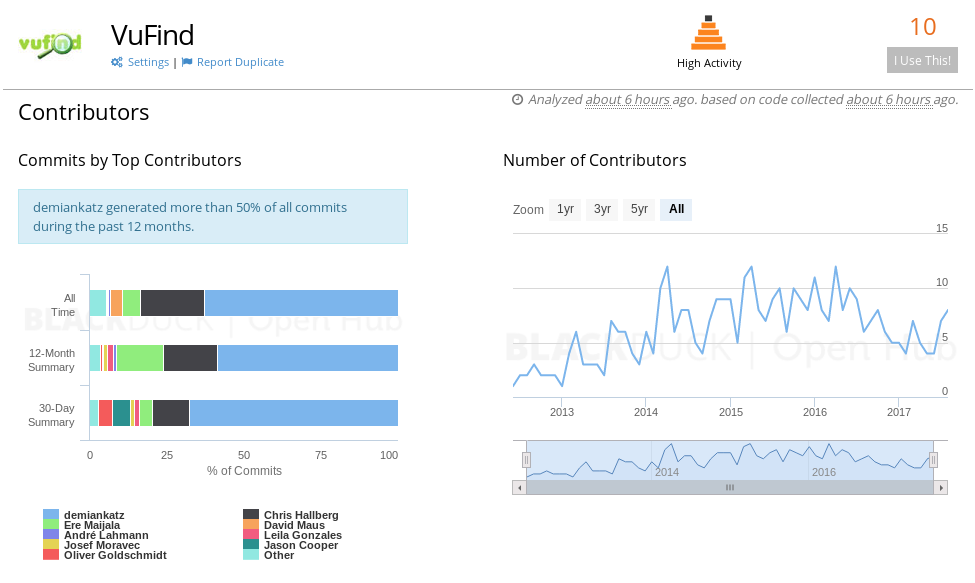 vufind
VuFind
Settings | Report Duplicate
High Activity
10
I Use This!
Contributors
Analyzed about 6 hours ago. based on code collected about 6 hours ago.
Commits by Top Contributors
demiankatz generated more than 50% of all commits
during the past 12 months.
BLACKDUCK | Open Hub
All
Time
12-Month
Summary
30-Day
Summary
0 25 50 75 100
% of Commits
demiankatz
Ere Maijala
André Lahmann
Josef Moravec
Oliver Goldschmidt
Chris Hallberg
David Maus
Leila Gonzales
Jason Cooper
Other
Number of Contributors
Zoom 1yr 3yr 5yr All
15
10
5
0
BLACKDUCK | Open Hub
2013 2014 2015 2016 2017
2014 2016